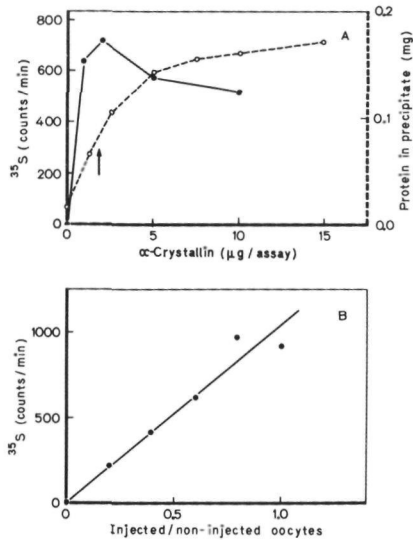 A
800
600
400
200
0
³⁵S (counts/min)
0,2
0,1
0,0
Protein in precipitate (mg)
0
5
10
15
α-Crystallin (μg/assay)
B
1000
500
0
³⁵S (counts/min)
0
0.5
1.0
Injected/non-injected oocytes